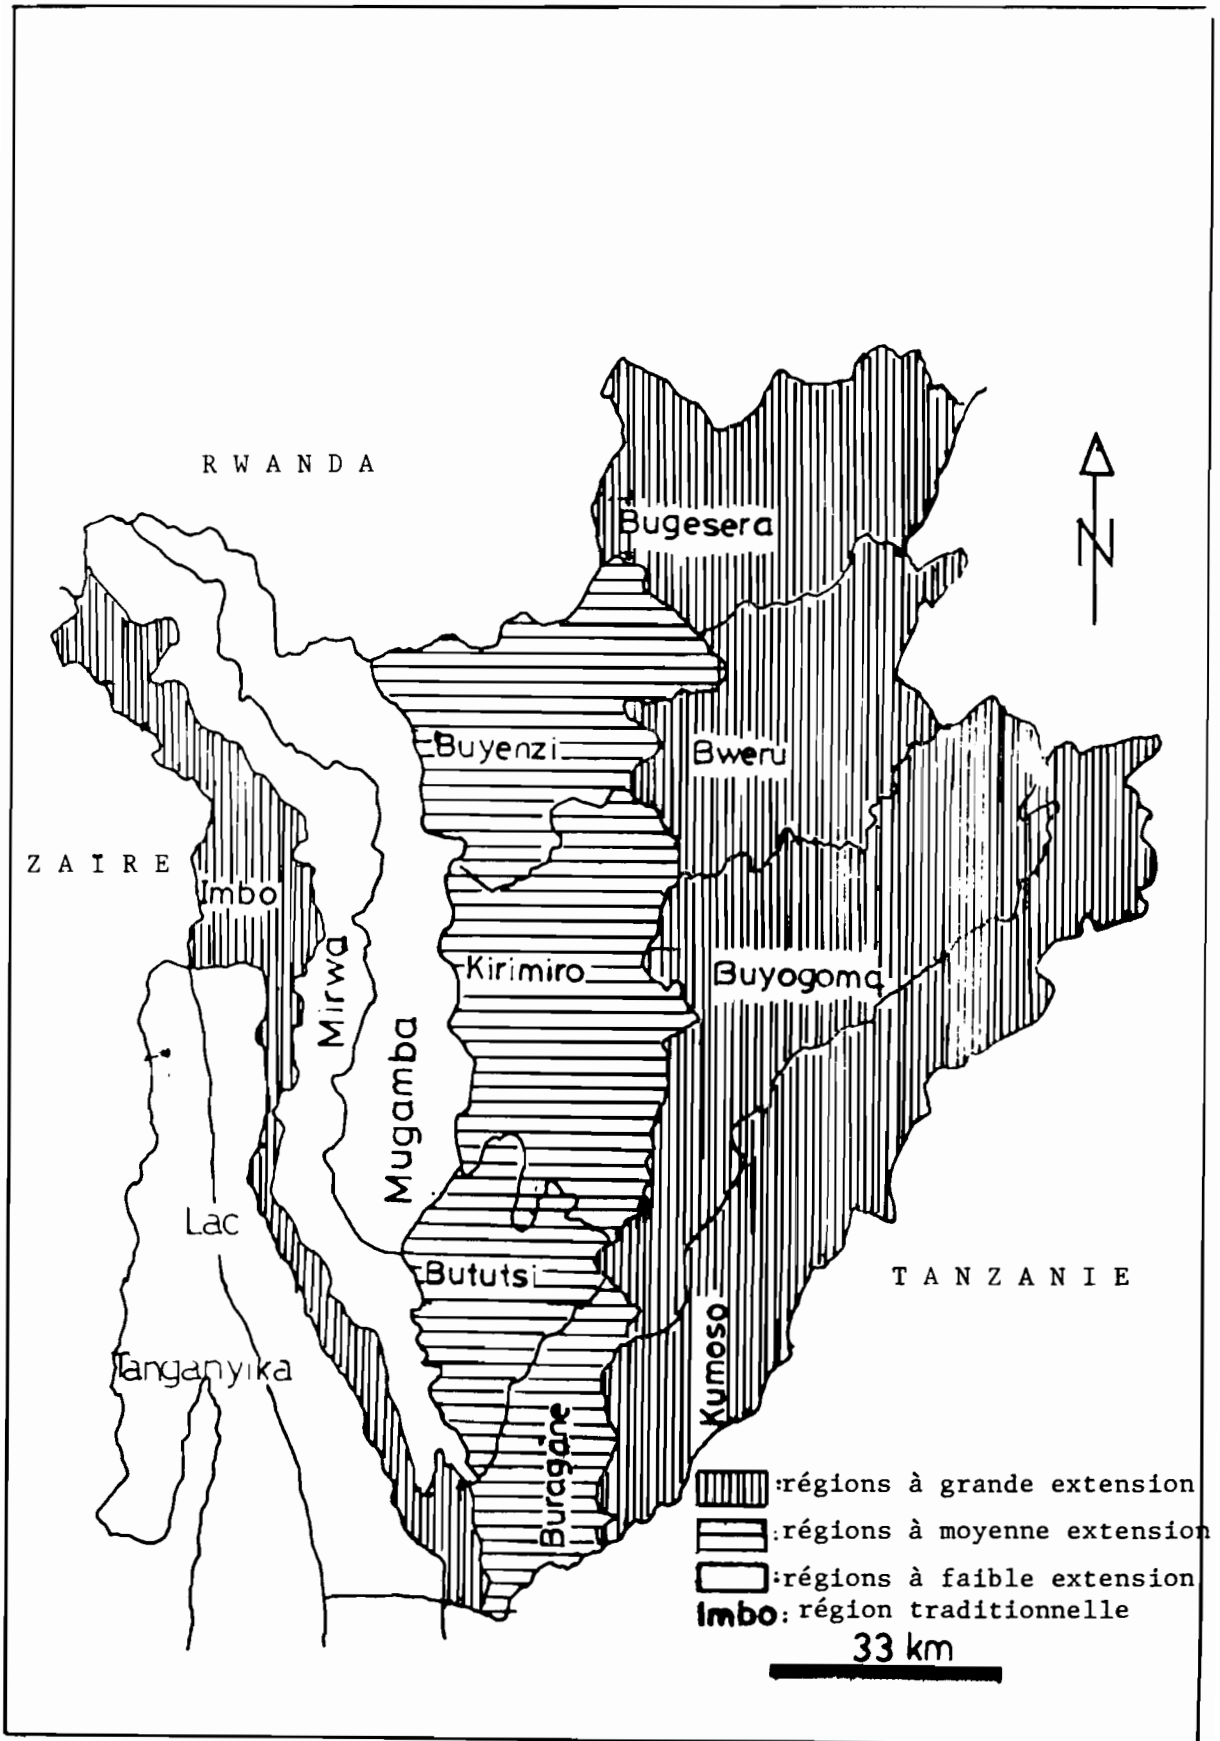 RWANDA
N
Bugesera
Buyenzi
Bweru
ZAIRE
Imbo
Mirwa
Kirimiro
Buyogoma
Mugamba
Lac
Tanganyika
Bututsi
TANZANIE
Kumoso
Buragane
:régions à grande extension
:régions à moyenne extension
:régions à faible extension
Imbo: région traditionnelle
33 km